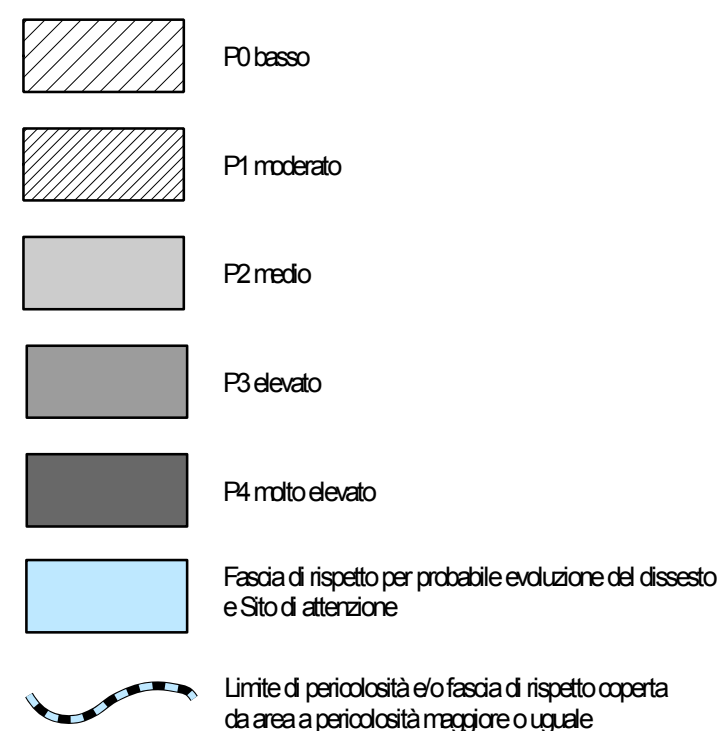 P0 basso
P1 moderato
P2 medio
P3 elevato
P4 molto elevato
Fascia di rispetto per probabile evoluzione del dissesto
e Sito di attenzione
Limite di pericolosità e/o fascia di rispetto coperta
da area a pericolosità maggiore o uguale